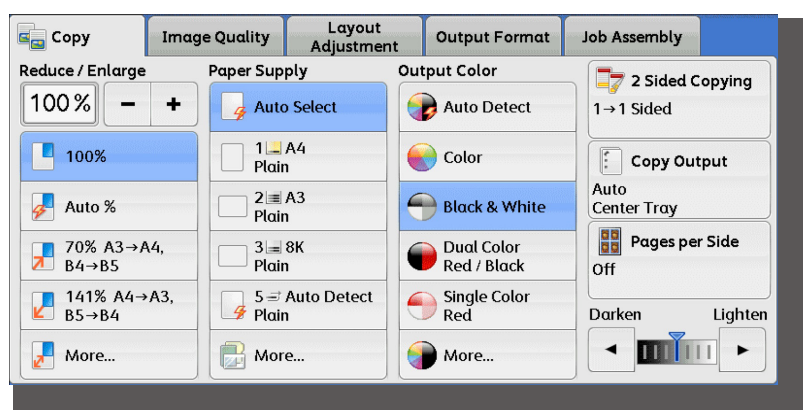 Copy
Image Quality
Layout
Adjustment
Output Format
Job Assembly
Reduce / Enlarge
100%
− +
100%
Auto %
70% A3→A4,
B4→B5
141% A4→A3,
B5→B4
More...
Paper Supply
Auto Select
1 A4
Plain
2 A3
Plain
3 8K
Plain
5 Auto Detect
Plain
More...
Output Color
Auto Detect
Color
Black & White
Dual Color
Red / Black
Single Color
Red
More...
2 Sided Copying
1→1 Sided
Copy Output
Auto
Center Tray
Pages per Side
Off
Darken Lighten